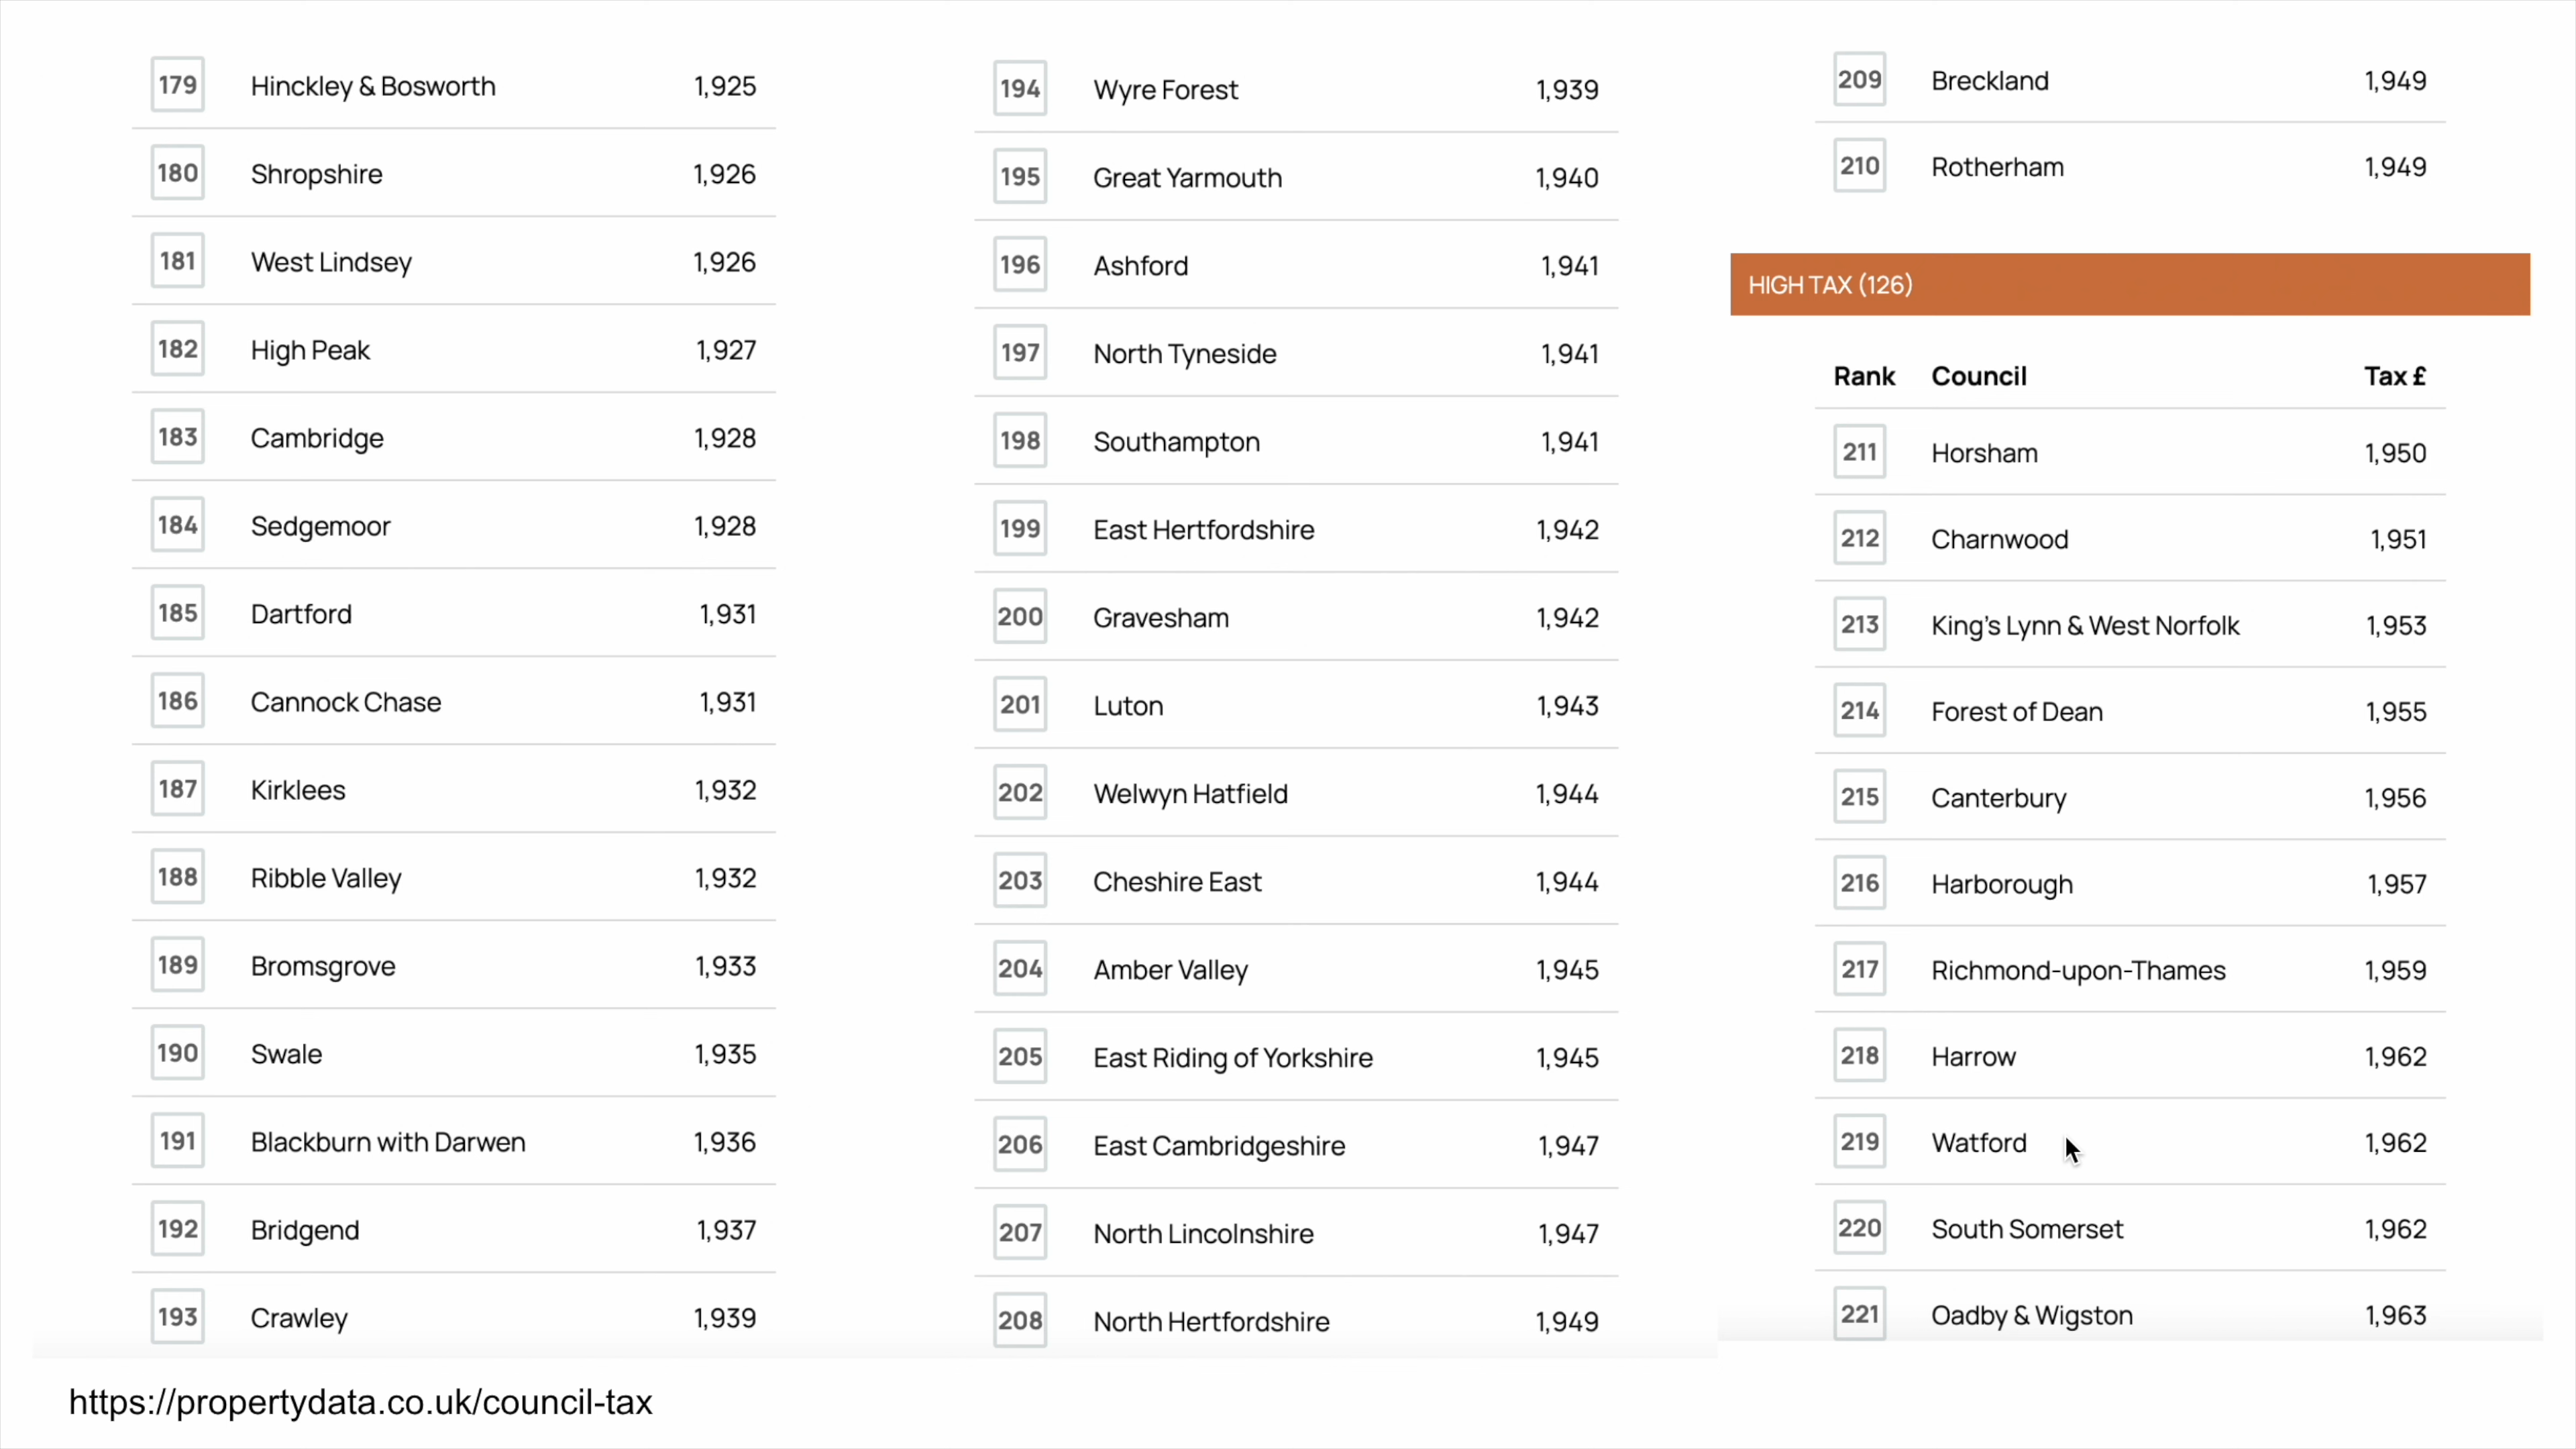 179 Hinckley & Bosworth 1,925
180 Shropshire 1,926
181 West Lindsey 1,926
182 High Peak 1,927
183 Cambridge 1,928
184 Sedgemoor 1,928
185 Dartford 1,931
186 Cannock Chase 1,931
187 Kirklees 1,932
188 Ribble Valley 1,932
189 Bromsgrove 1,933
190 Swale 1,935
191 Blackburn with Darwen 1,936
192 Bridgend 1,937
193 Crawley 1,939
194 Wyre Forest 1,939
195 Great Yarmouth 1,940
196 Ashford 1,941
197 North Tyneside 1,941
198 Southampton 1,941
199 East Hertfordshire 1,942
200 Gravesham 1,942
201 Luton 1,943
202 Welwyn Hatfield 1,944
203 Cheshire East 1,944
204 Amber Valley 1,945
205 East Riding of Yorkshire 1,945
206 East Cambridgeshire 1,947
207 North Lincolnshire 1,947
208 North Hertfordshire 1,949
209 Breckland 1,949
210 Rotherham 1,949
HIGH TAX (126)
Rank Council Tax £
211 Horsham 1,950
212 Charnwood 1,951
213 King's Lynn & West Norfolk 1,953
214 Forest of Dean 1,955
215 Canterbury 1,956
216 Harborough 1,957
217 Richmond-upon-Thames 1,959
218 Harrow 1,962
219 Watford 1,962
220 South Somerset 1,962
221 Oadby & Wigston 1,963
https://propertydata.co.uk/council-tax